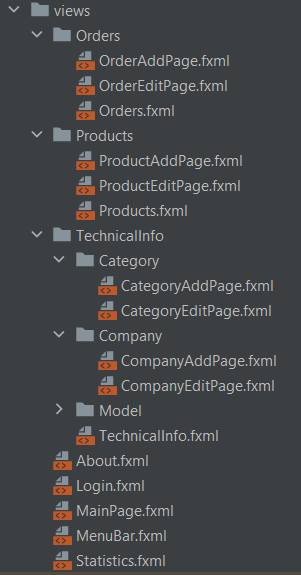 views
Orders
OrderAddPage.fxml
OrderEditPage.fxml
Orders.fxml
Products
ProductAddPage.fxml
ProductEditPage.fxml
Products.fxml
TechnicalInfo
Category
CategoryAddPage.fxml
CategoryEditPage.fxml
Company
CompanyAddPage.fxml
CompanyEditPage.fxml
Model
TechnicalInfo.fxml
About.fxml
Login.fxml
MainPage.fxml
MenuBar.fxml
Statistics.fxml